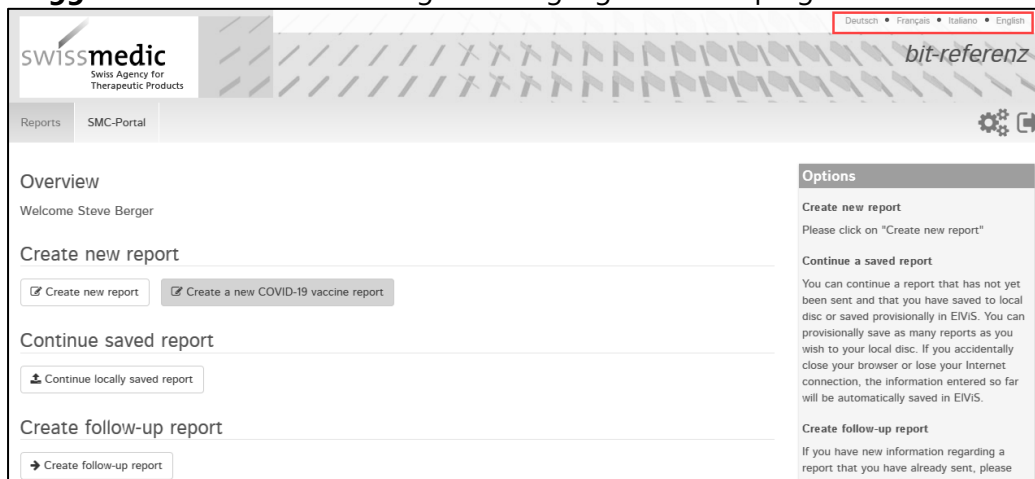 Deutsch • Français • Italiano • English
swissmedic
Swiss Agency for
Therapeutic Products
bit-referenz
Reports SMC-Portal
Overview
Welcome Steve Berger
Create new report
Create new report Create a new COVID-19 vaccine report
Continue saved report
Continue locally saved report
Create follow-up report
Create follow-up report
Options
Create new report
Please click on "Create new report"
Continue a saved report
You can continue a report that has not yet
been sent and that you have saved to local
disc or saved provisionally in ElViS. You can
provisionally save as many reports as you
wish to your local disc. If you accidentally
close your browser or lose your Internet
connection, the information entered so far
will be automatically saved in ElViS.
Create follow-up report
If you have new information regarding a
report that you have already sent, please